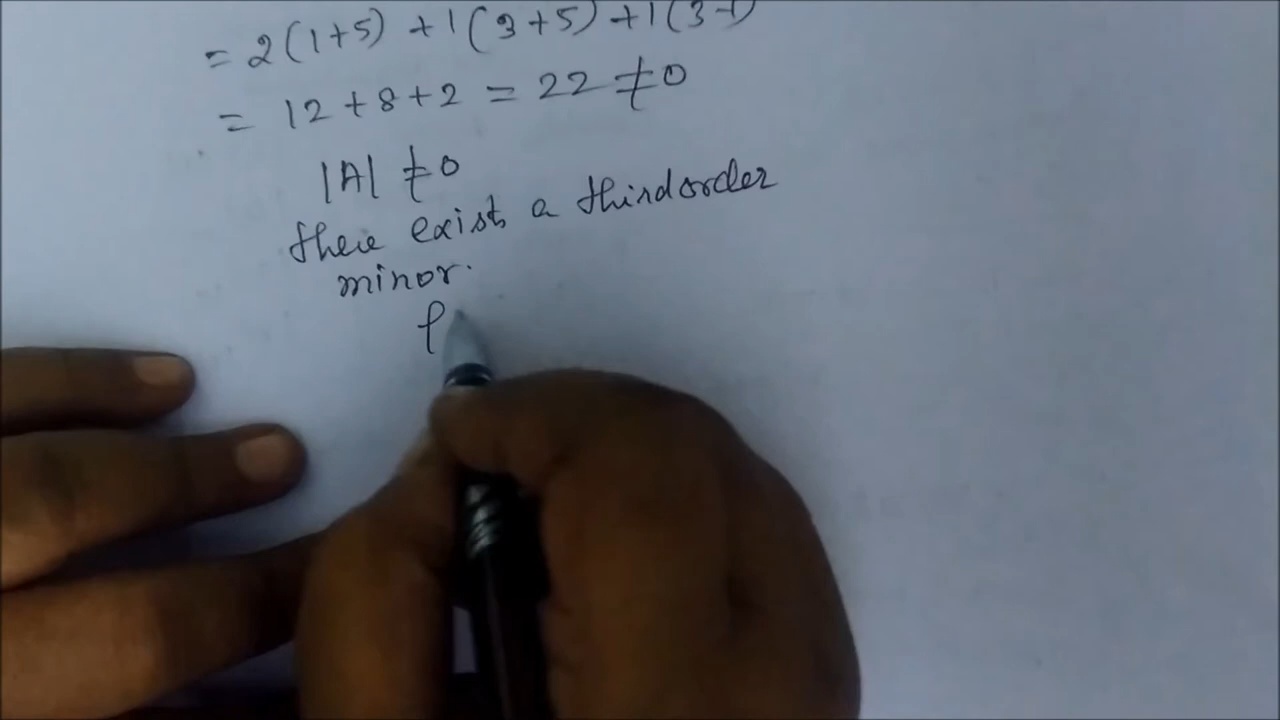 = 2(1+5) +1(3+5) +1(3-1)
= 12+8+2 = 22 ≠0
|A| ≠0
there exists a third order
minor.
ρ